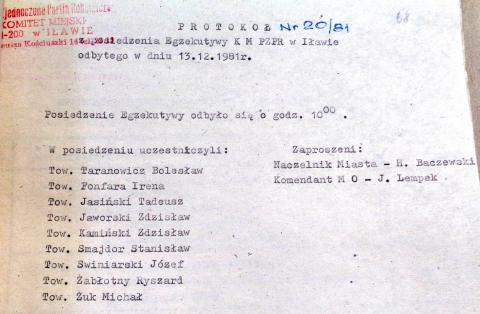 Zjednoczona Partia Robotnicza
KOMITET MIEJSKI
-200 w IŁAWIE
Kościuszki
P R O T O K O Ł Nr 20/81
68
z posiedzenia Egzekutywy K M PZPR w Iławie
odbytego w dniu 13.12.1981r.
Posiedzenie Egzekutywy odbyło się o godz. 10⁰⁰.
W posiedzeniu uczestniczyli:
Tow. Taranowicz Bolesław
Tow. Fonfara Irena
Tow. Jasiński Tadeusz
Tow. Jaworski Zdzisław
Tow. Kamiński Zdzisław
Tow. Smajdor Stanisław
Tow. Swiniarski Józef
Tow. Żabłotny Ryszard
Tow. Żuk Michał
Zaproszeni:
Naczelnik Miasta - H. Baczewski
Komendant M O - J. Lempek